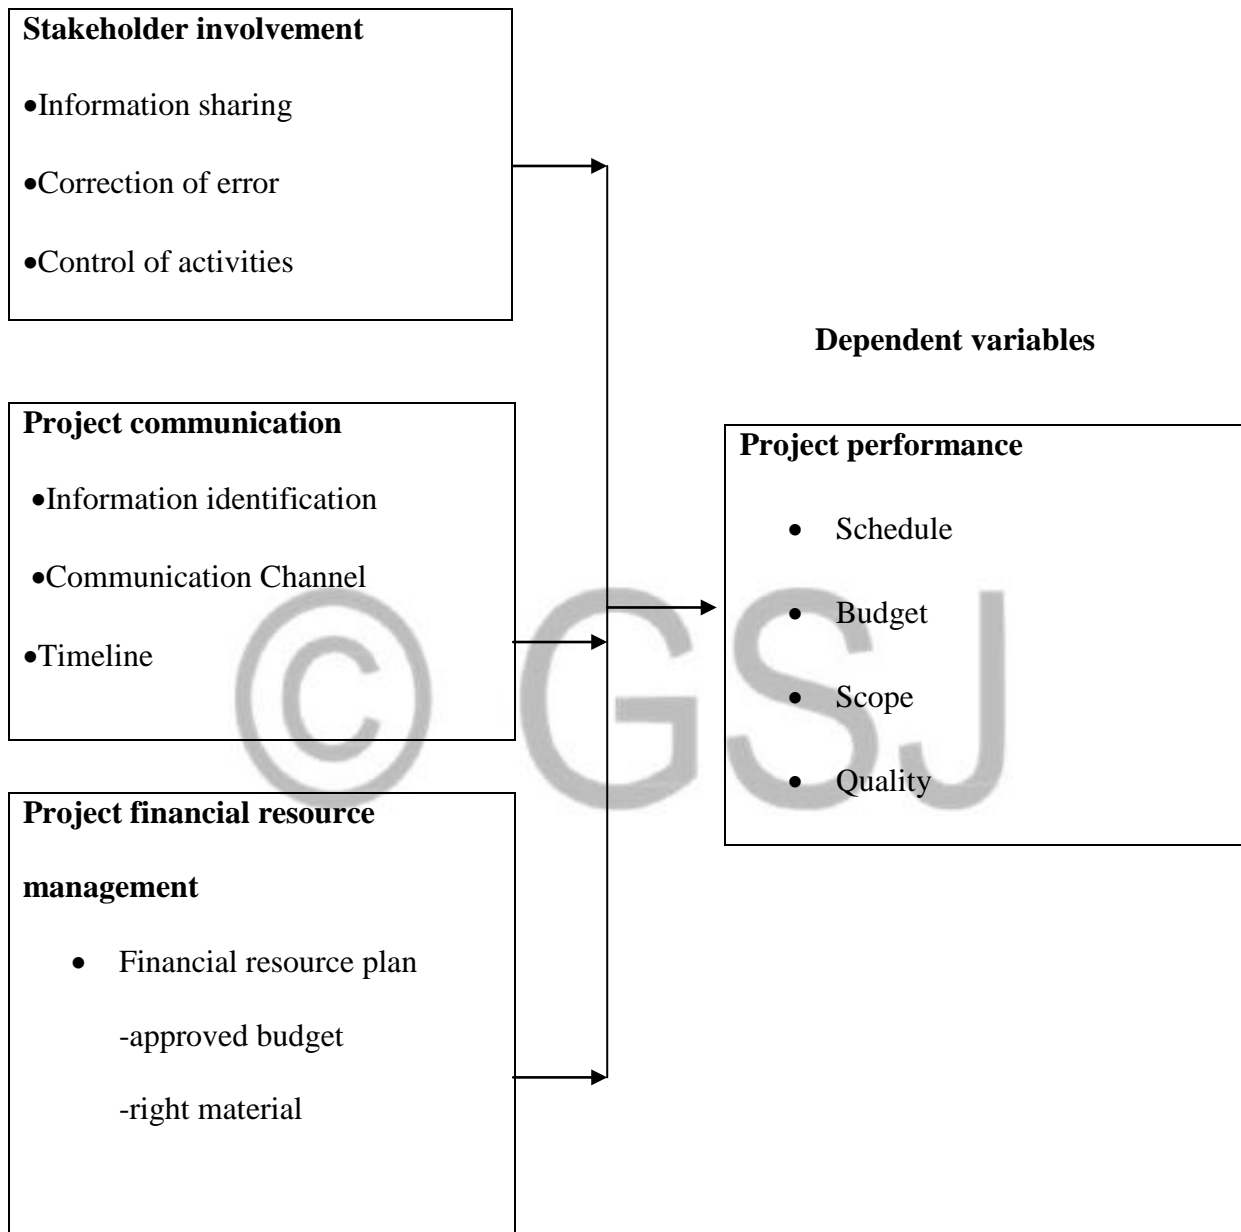 Stakeholder involvement
•Information sharing
•Correction of error
•Control of activities
Dependent variables
Project communication
•Information identification
•Communication Channel
•Timeline
Project performance
• Schedule
• Budget
• Scope
• Quality
Project financial resource
management
• Financial resource plan
-approved budget
-right material
© GSJ